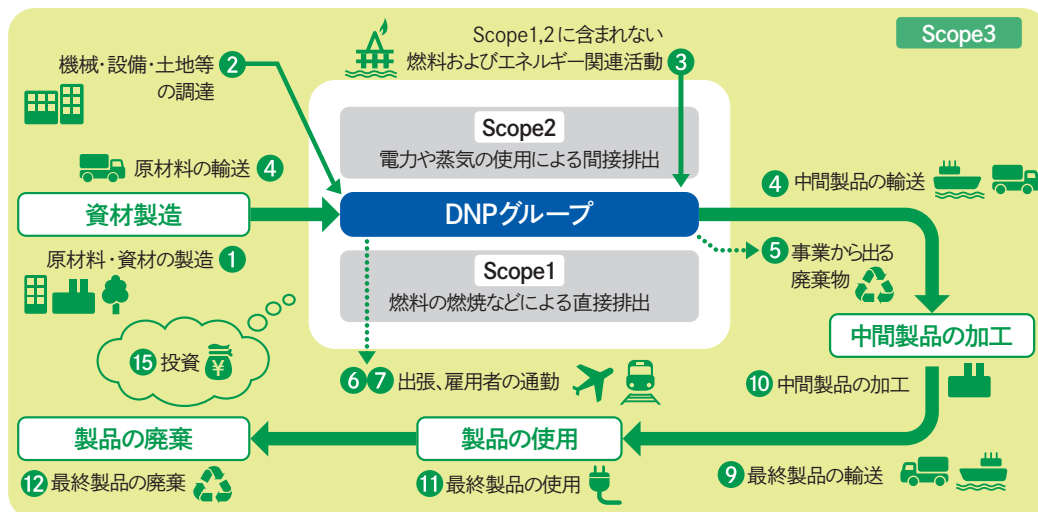 Scope3
機械・設備・土地等 ②
の調達
Scope1,2に含まれない
燃料およびエネルギー関連活動 ③
Scope2
電力や蒸気の使用による間接排出
原材料の輸送 ④
資材製造
原材料・資材の製造 ①
DNPグループ
Scope1
燃料の燃焼などによる直接排出
④ 中間製品の輸送
⑤ 事業から出る
廃棄物
中間製品の加工
⑩ 中間製品の加工
⑮ 投資
¥
⑥⑦ 出張、雇用者の通勤
製品の廃棄
⑫ 最終製品の廃棄
製品の使用
⑪ 最終製品の使用
⑨ 最終製品の輸送